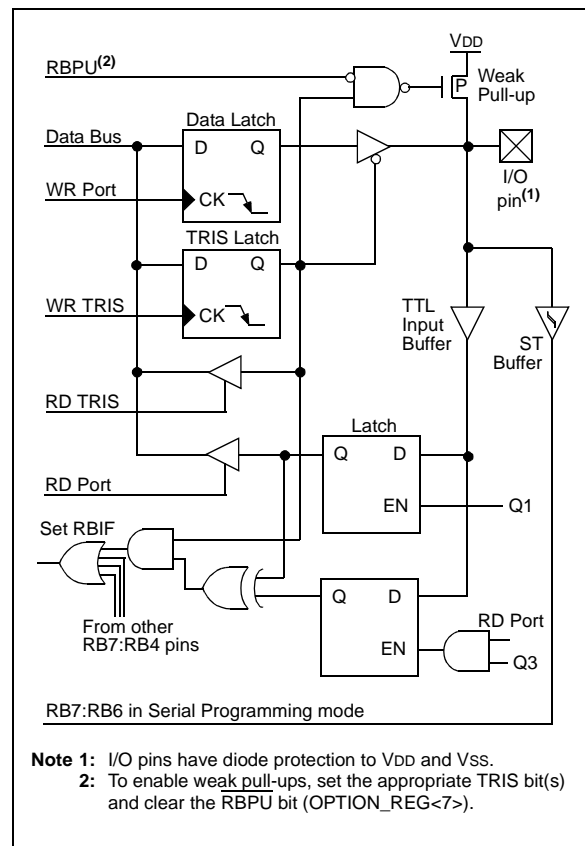 VDD
RBPU(2)
P
Weak
Pull-up
Data Bus
Data Latch
D Q
I/O
pin(1)
WR Port
CK
TRIS Latch
D Q
WR TRIS
CK
TTL
Input
Buffer
ST
Buffer
RD TRIS
Latch
Q D
RD Port
EN
Q1
Set RBIF
Q D
From other
RB7:RB4 pins
RD Port
EN
Q3
RB7:RB6 in Serial Programming mode
Note 1: I/O pins have diode protection to VDD and VSS.
2: To enable weak pull-ups, set the appropriate TRIS bit(s)
and clear the RBPU bit (OPTION_REG<7>).